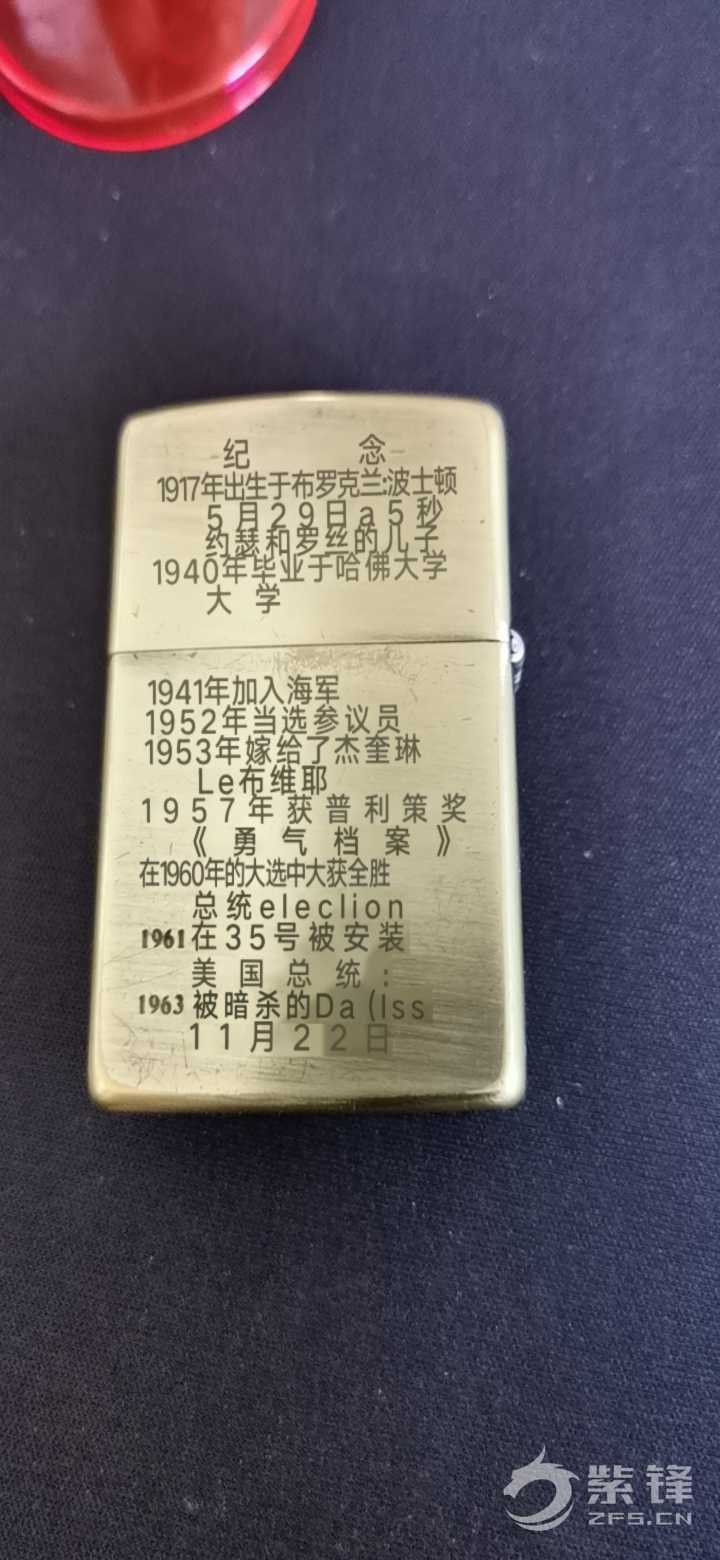 纪 念
1917年出生于布罗克兰:波士顿
5月29日a5秒
约瑟和罗丝的儿子
1940年毕业于哈佛大学
大学
1941年加入海军
1952年当选参议员
1953年嫁给了杰奎琳
Le布维耶
1957年获普利策奖
《勇气档案》
在1960年的大选中大获全胜
总统eleclion
1961在35号被安装
美国总统:
1963被暗杀的Da(lss
11月22日
紫锋
ZFS.CN